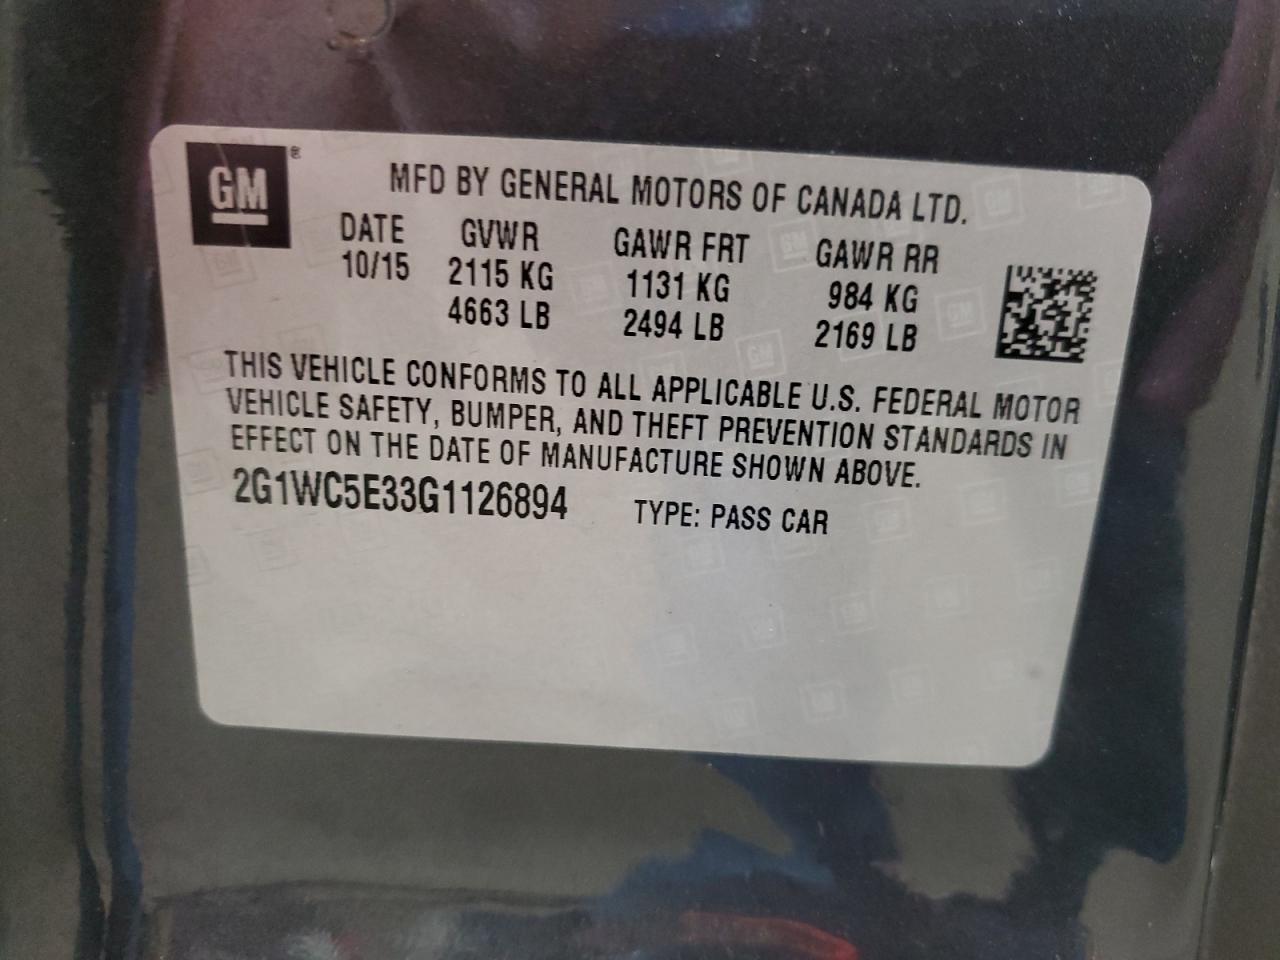 GM®
MFD BY GENERAL MOTORS OF CANADA LTD.
DATE GVWR GAWR FRT GAWR RR
10/15 2115 KG 1131 KG 984 KG
4663 LB 2494 LB 2169 LB
THIS VEHICLE CONFORMS TO ALL APPLICABLE U.S. FEDERAL MOTOR
VEHICLE SAFETY, BUMPER, AND THEFT PREVENTION STANDARDS IN
EFFECT ON THE DATE OF MANUFACTURE SHOWN ABOVE.
2G1WC5E33G1126894 TYPE: PASS CAR